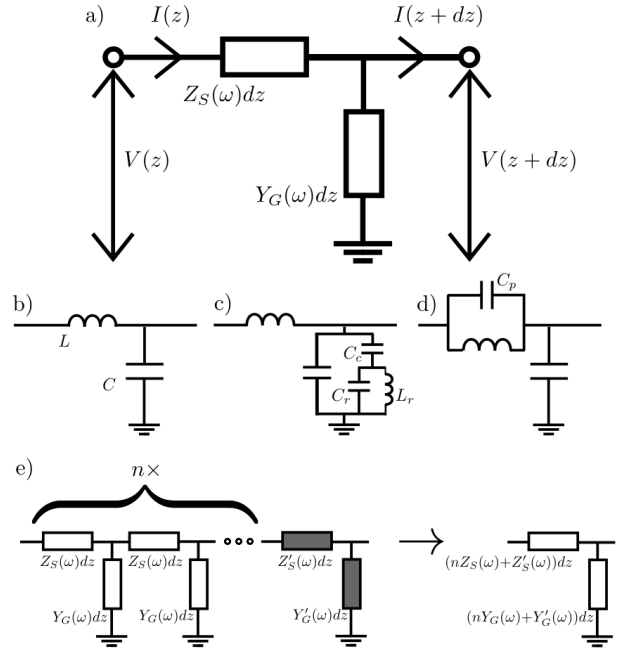 a) I(z) I(z + dz)
Z_S(ω)dz
V(z) V(z + dz)
Y_G(ω)dz
b) c) d) C_p
L C_c
C C_r L_r
e) n×
Z_S(ω)dz Z_S(ω)dz Z'_S(ω)dz (nZ_S(ω)+Z'_S(ω))dz
Y_G(ω)dz Y_G(ω)dz Y'_G(ω)dz (nY_G(ω)+Y'_G(ω))dz